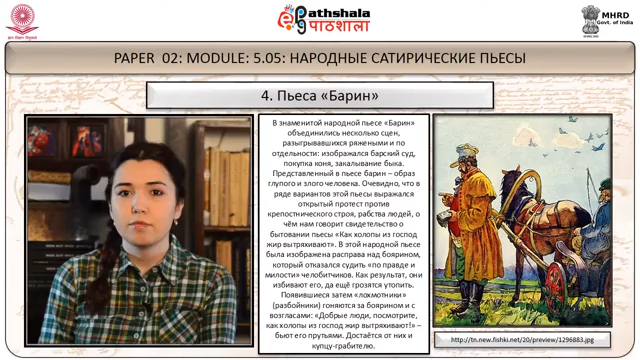 ePathshala
पाठशाला
MHRD
Govt. of India
PAPER 02: MODULE: 5.05: НАРОДНЫЕ САТИРИЧЕСКИЕ ПЬЕСЫ
4. Пьеса «Барин»
В знаменитой народной пьесе «Барин»
объединились несколько сцен,
разыгрывавшихся ряжеными и по
отдельности: изображался барский суд,
покупка коня, закалывание быка.
Представленный в пьесе барин – образ
глупого и злого человека. Очевидно, что в
ряде вариантов этой пьесы выражался
открытый протест против
крепостнического строя, рабства людей, о
чём нам говорит свидетельство о
бытовании пьесы «Как холопы из господ
жир вытряхивают». В этой народной пьесе
была изображена расправа над боярином,
который отказался судить «по правде и
милости» челобитчиков. Как результат, они
избивают его, да ещё грозятся утопить.
Появившиеся затем «лохмотники»
(разбойники) гоняются за боярином и с
возгласами: «Добрые люди, посмотрите,
как холопы из господ жир вытряхивают!» –
бьют его прутьями. Достаётся от них и
купцу-грабителю.
http://tn.new.fishki.net/20/preview/1296883.jpg